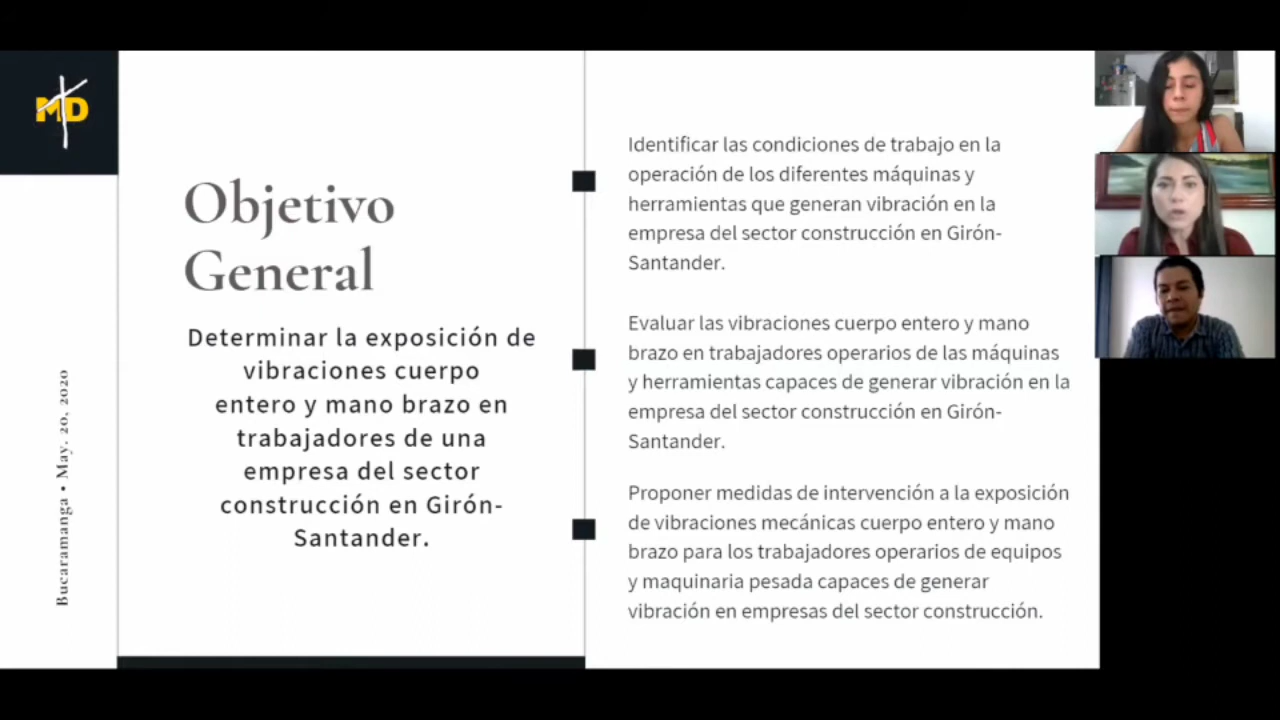 MD
Bucaramanga • May. 20, 2020
Objetivo
General
Determinar la exposición de
vibraciones cuerpo
entero y mano brazo en
trabajadores de una
empresa del sector
construcción en Girón-
Santander.
Identificar las condiciones de trabajo en la
operación de los diferentes máquinas y
herramientas que generan vibración en la
empresa del sector construcción en Girón-
Santander.
Evaluar las vibraciones cuerpo entero y mano
brazo en trabajadores operarios de las máquinas
y herramientas capaces de generar vibración en la
empresa del sector construcción en Girón-
Santander.
Proponer medidas de intervención a la exposición
de vibraciones mecánicas cuerpo entero y mano
brazo para los trabajadores operarios de equipos
y maquinaria pesada capaces de generar
vibración en empresas del sector construcción.